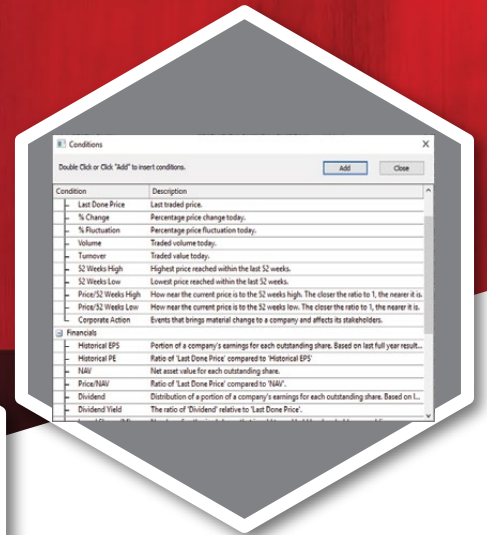 Conditions
Double Click or Click "Add" to insert conditions.
Add
Close
Condition Description
Last Done Price Last traded price.
% Change Percentage price change today.
% Fluctuation Percentage price fluctuation today.
Volume Traded volume today.
Turnover Traded value today.
52 Weeks High Highest price reached within the last 52 weeks.
52 Weeks Low Lowest price reached within the last 52 weeks.
Price/52 Weeks High How near the current price is to the 52 weeks high. The closer the ratio to 1, the nearer it is.
Price/52 Weeks Low How near the current price is to the 52 weeks low. The closer the ratio to 1, the nearer it is.
Corporate Action Events that brings material change to a company and affects its stakeholders.
Financials
Historical EPS Portion of a company's earnings for each outstanding share. Based on last full year result...
Historical PE Ratio of 'Last Done Price' compared to 'Historical EPS'
NAV Net asset value for each outstanding share.
Price/NAV Ratio of 'Last Done Price' compared to 'NAV'.
Dividend Distribution of a portion of a company's earnings for each outstanding share. Based on l...
Dividend Yield The ratio of 'Dividend' relative to 'Last Done Price'.